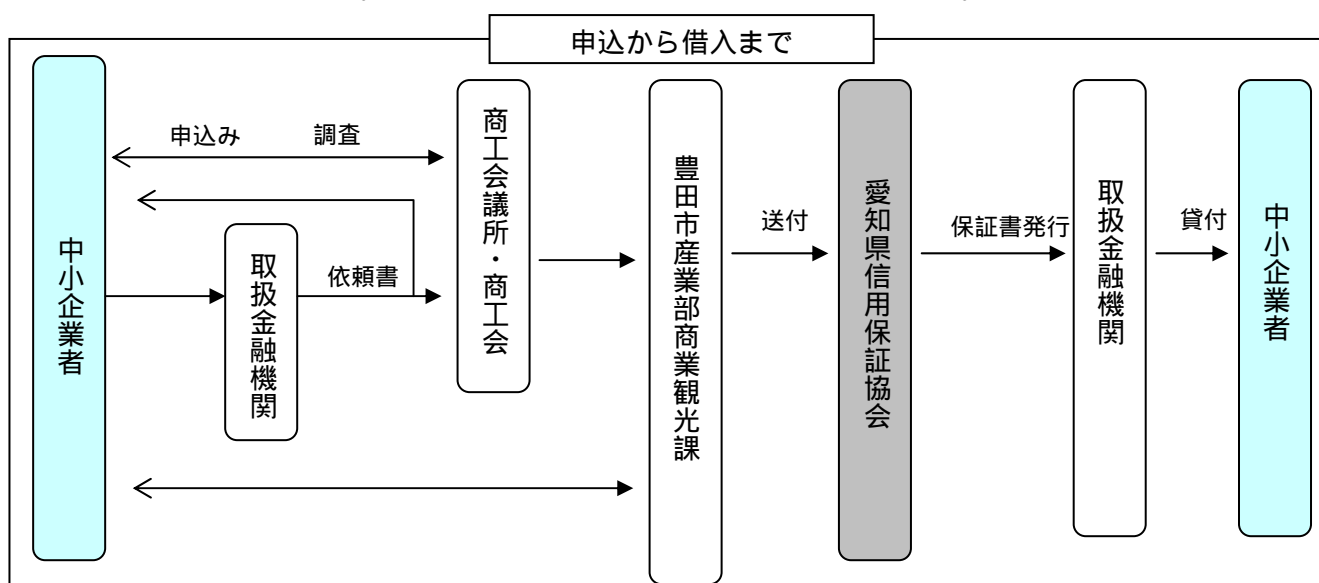 申込から借入まで
中小企業者
申込み
調査
取扱金融機関
依頼書
商工会議所・商工会
豊田市産業部商業観光課
送付
愛知県信用保証協会
保証書発行
取扱金融機関
貸付
中小企業者